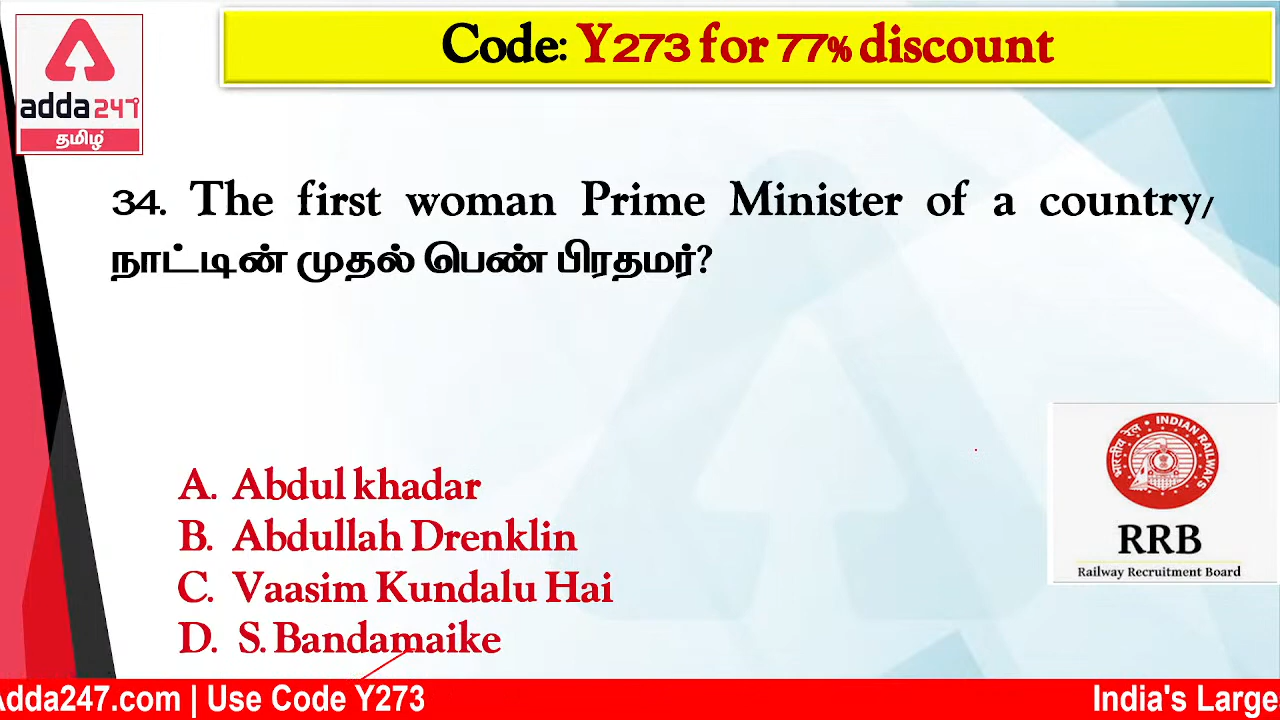 Code: Y273 for 77% discount
adda247
தமிழ்
34. The first woman Prime Minister of a country/
நாட்டின் முதல் பெண் பிரதமர்?
A. Abdul khadar
B. Abdullah Drenklin
C. Vaasim Kundalu Hai
D. S. Bandamaike
भारतीय रेल • INDIAN RAILWAYS
RRB
Railway Recruitment Board
Adda247.com | Use Code Y273
India's Large